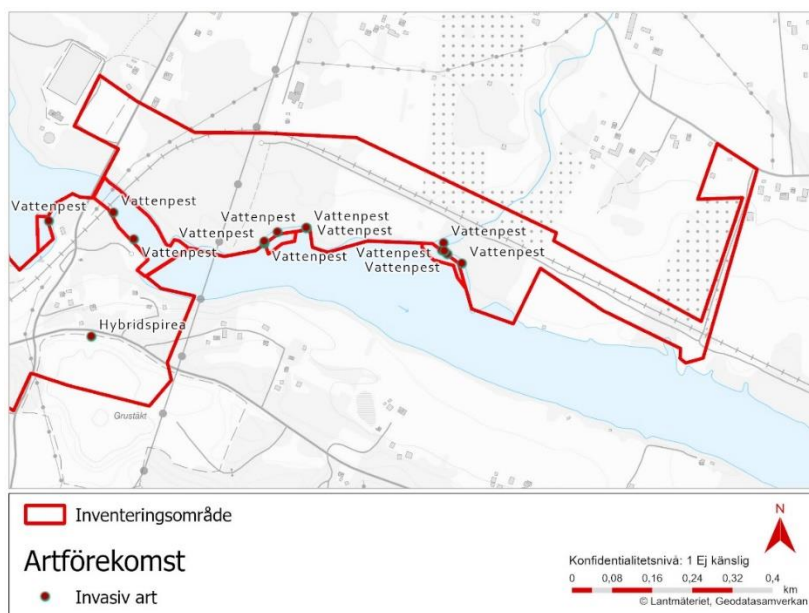 Vattenpest
Vattenpest
Vattenpest
Vattenpest
Vattenpest
Vattenpest
Vattenpest
Vattenpest
Vattenpest
Vattenpest
Vattenpest
Vattenpest
Hybridspirea
Grustäkt
Inventeringsområde
Artförekomst
Invasiv art
N
Konfidentialitetsnivå: 1 Ej känslig
0 0,08 0,16 0,24 0,32 0,4
km
© Lantmäteriet, Geodatasamverkan